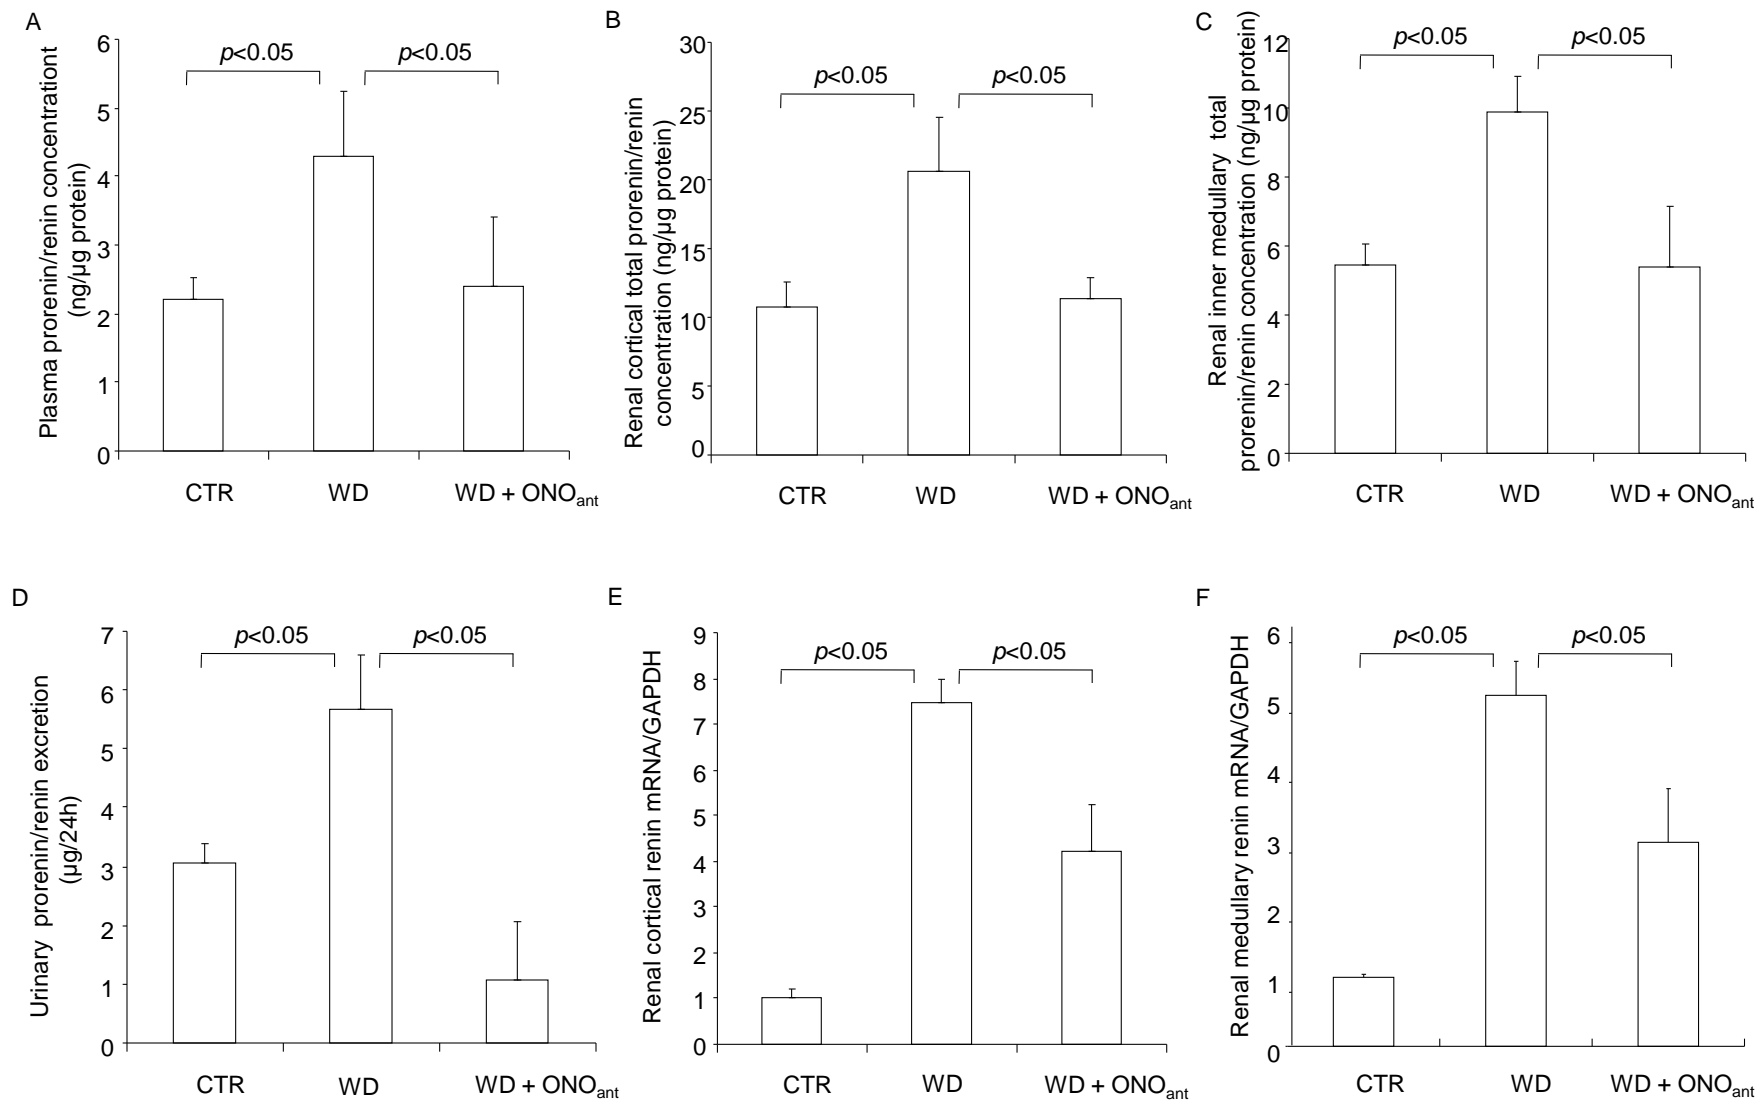 A
Plasma prorenin/renin concentrationt
(ng/µg protein)
6
5
4
3
2
1
0
p<0.05
p<0.05
CTR
WD
WD + ONOant
B
Renal cortical total prorenin/renin
concentration (ng/µg protein)
30
25
20
15
10
5
0
p<0.05
p<0.05
CTR
WD
WD + ONOant
C
Renal inner medullary total
prorenin/renin concentration (ng/µg protein)
12
10
8
6
4
2
0
p<0.05
p<0.05
CTR
WD
WD + ONOant
D
Urinary prorenin/renin excretion
(µg/24h)
7
6
5
4
3
2
1
0
p<0.05
p<0.05
CTR
WD
WD + ONOant
E
Renal cortical renin mRNA/GAPDH
9
8
7
6
5
4
3
2
1
0
p<0.05
p<0.05
CTR
WD
WD + ONOant
F
Renal medullary renin mRNA/GAPDH
6
5
4
3
2
1
0
p<0.05
p<0.05
CTR
WD
WD + ONOant